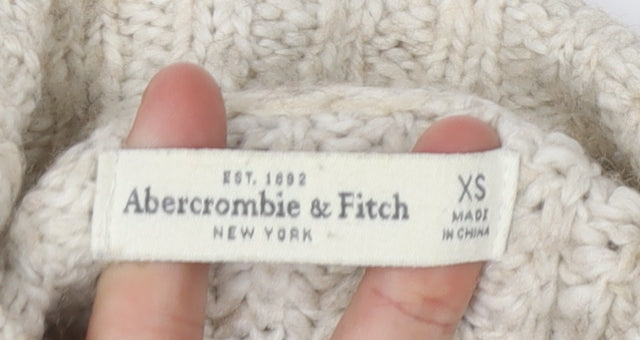 EST. 1892
Abercrombie & Fitch
NEW YORK
XS
MADE
IN CHINA